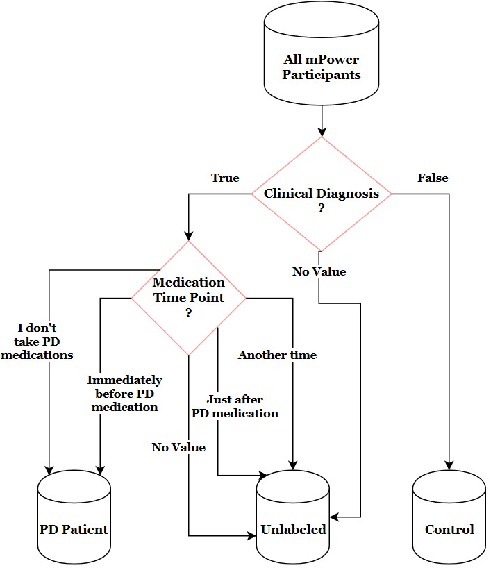 All mPower
Participants
True
Clinical Diagnosis
?
False
No Value
Medication
Time Point
?
I don't
take PD
medications
Immediately
before PD
medication
No Value
Just after
PD medication
Another time
PD Patient
Unlabeled
Control